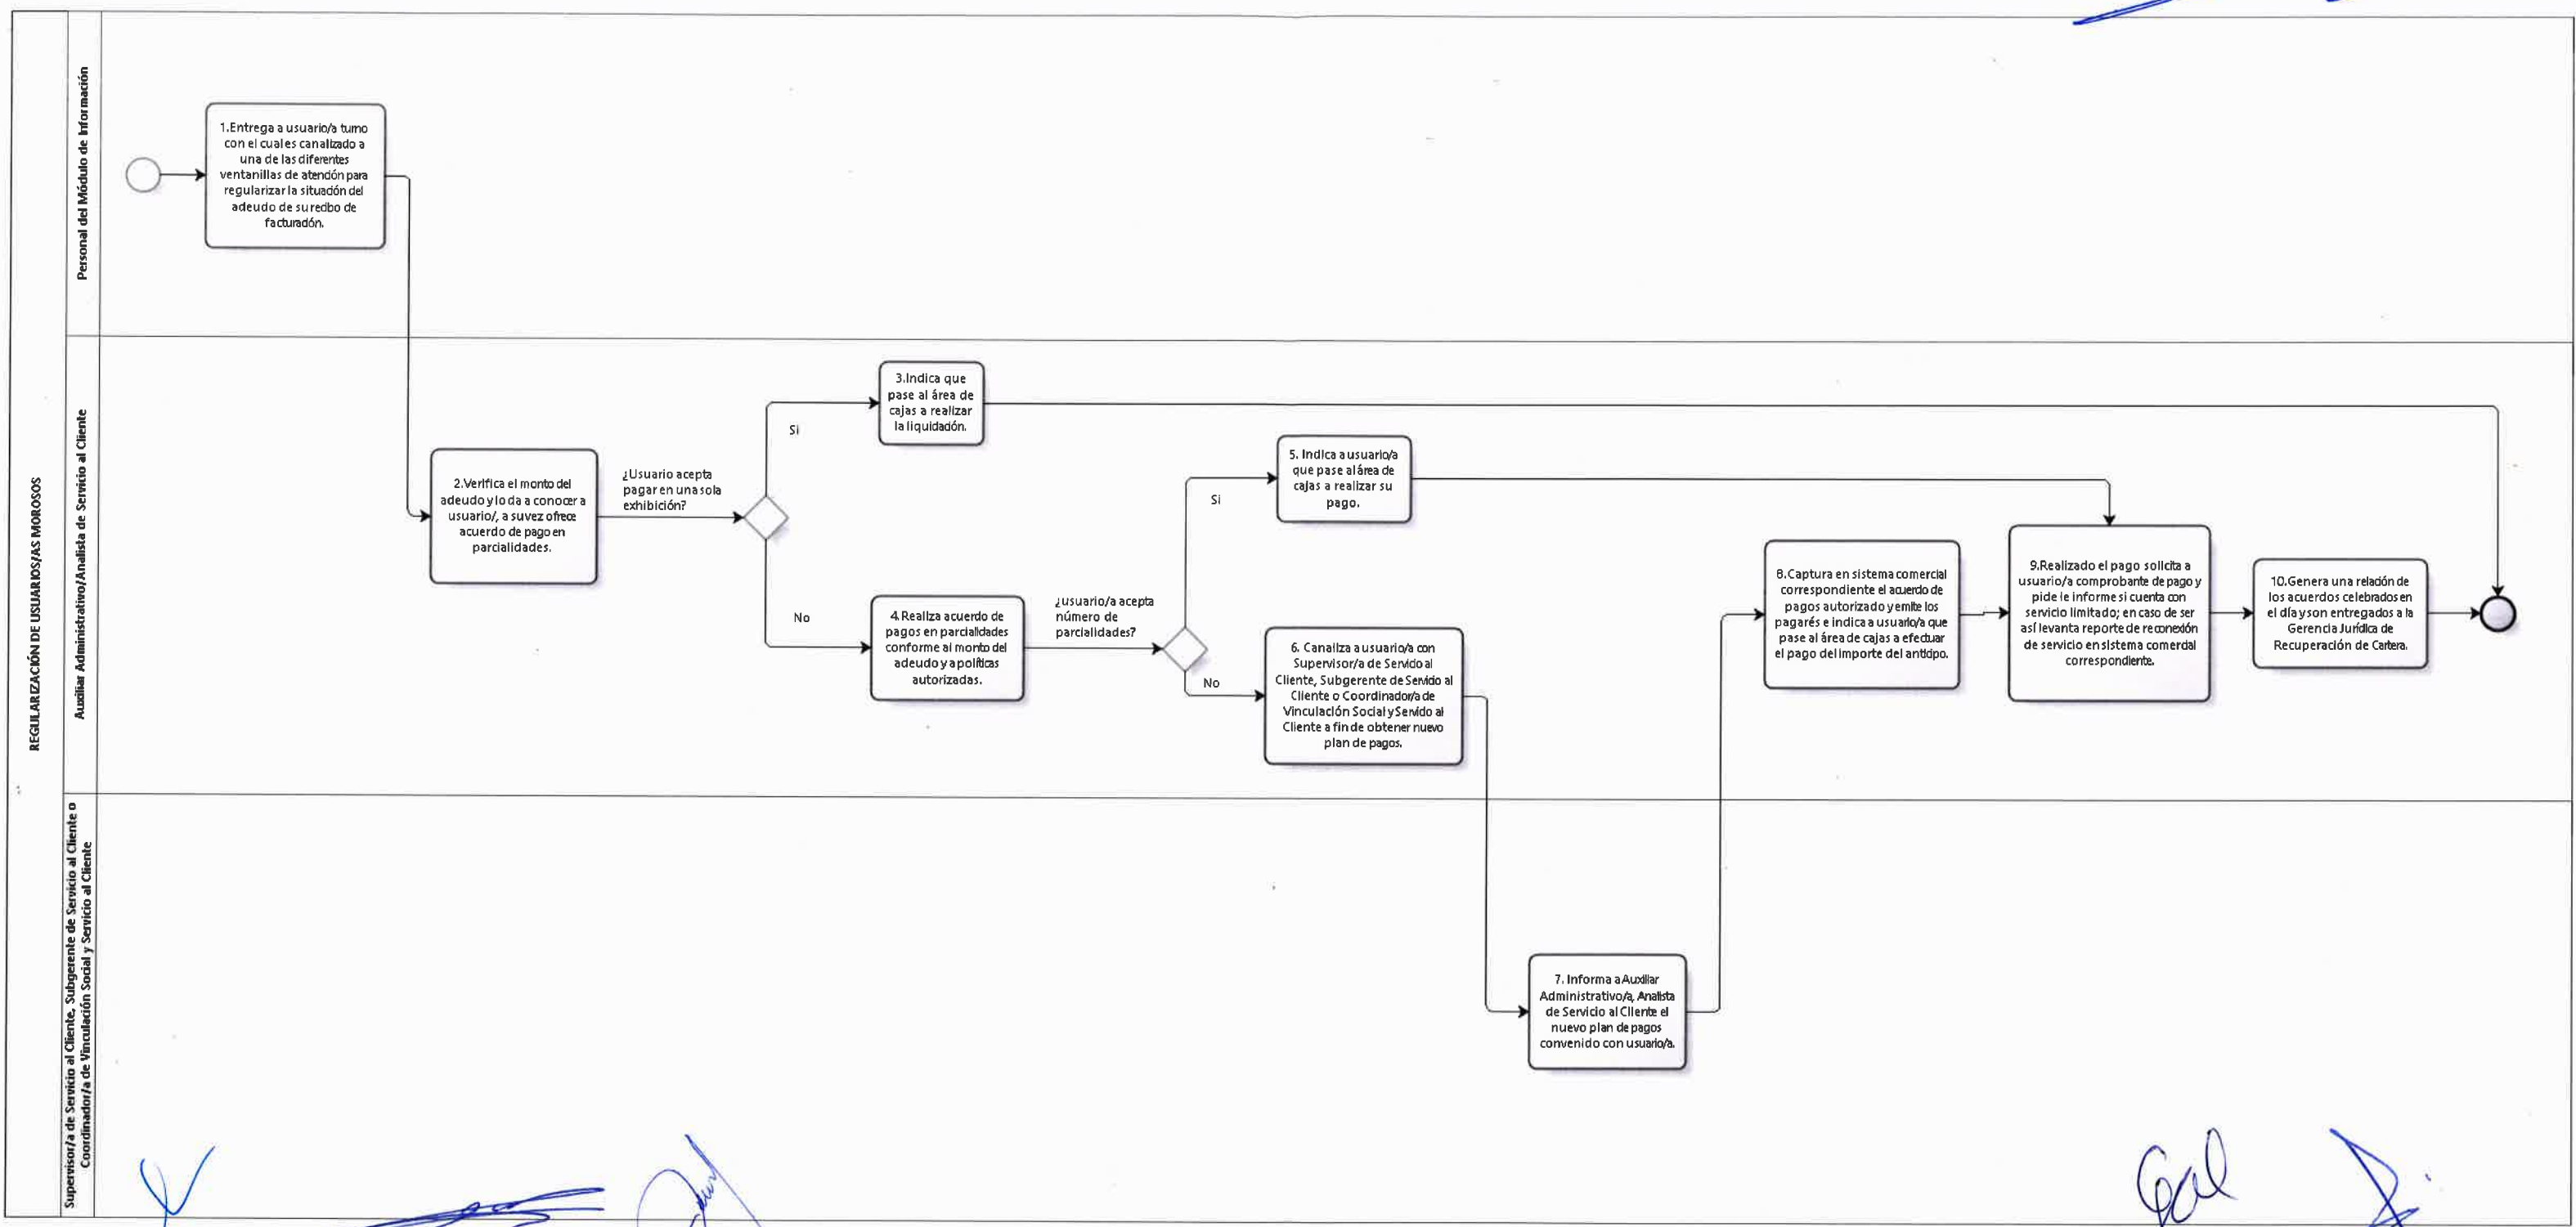 REGULARIZACIÓN DE USUARIOS/AS MOROSOS
Personal del Módulo de Información
1.Entrega a usuario/a turno
con el cuales canalizado a
una de las diferentes
ventanillas de atención para
regularizar la situación del
adeudo de su recibo de
facturación.
Auxiliar Administrativo/Analista de Servicio al Cliente
2.Verifica el monto del
adeudo y lo da a conocer a
usuario/, a su vez ofrece
acuerdo de pago en
parcialidades.
¿Usuario acepta
pagar en una sola
exhibición?
Si
No
3.Indica que
pase al área de
cajas a realizar
la liquidación.
4.Realiza acuerdo de
pagos en parcialidades
conforme al monto del
adeudo y a políticas
autorizadas.
¿usuario/a acepta
número de
parcialidades?
Si
No
5. Indica a usuario/a
que pase al área de
cajas a realizar su
pago.
6. Canaliza a usuario/a con
Supervisor/a de Servicio al
Cliente, Subgerente de Servicio al
Cliente o Coordinador/a de
Vinculación Social y Servicio al
Cliente a fin de obtener nuevo
plan de pagos.
8.Captura en sistema comercial
correspondiente el acuerdo de
pagos autorizado y emite los
pagarés e indica a usuario/a que
pase al área de cajas a efectuar
el pago del importe del anticipo.
9.Realizado el pago solicita a
usuario/a comprobante de pago y
pide le informe si cuenta con
servicio limitado; en caso de ser
así levanta reporte de reconexión
de servicio en sistema comercial
correspondiente.
10.Genera una relación de
los acuerdos celebrados en
el día y son entregados a la
Gerencia Jurídica de
Recuperación de Cartera.
Supervisor/a de Servicio al Cliente, Subgerente de Servicio al Cliente o
Coordinador/a de Vinculación Social y Servicio al Cliente
7. Informa a Auxiliar
Administrativo/a, Analista
de Servicio al Cliente el
nuevo plan de pagos
convenido con usuario/a.